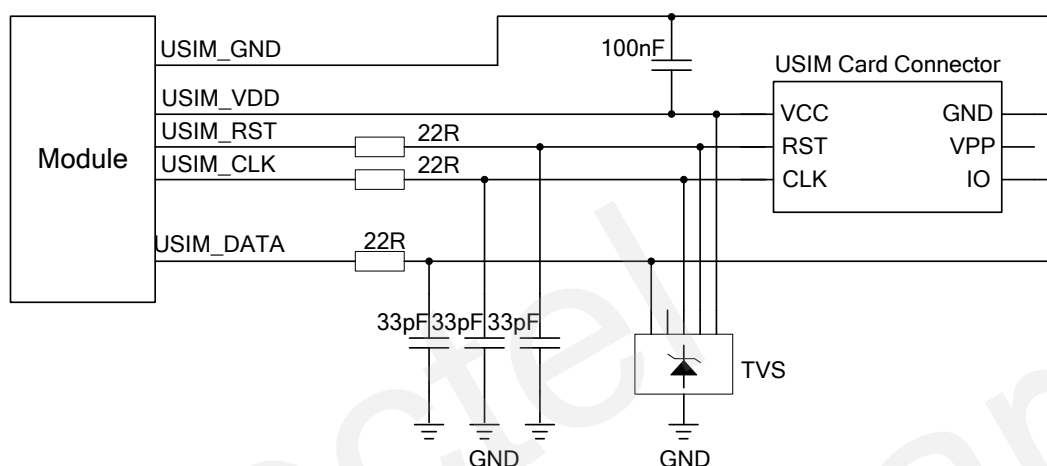 USIM_GND
100nF
USIM Card Connector
USIM_VDD
VCC
GND
USIM_RST
22R
RST
VPP
Module
USIM_CLK
22R
CLK
IO
USIM_DATA
22R
33pF 33pF 33pF
TVS
GND
GND